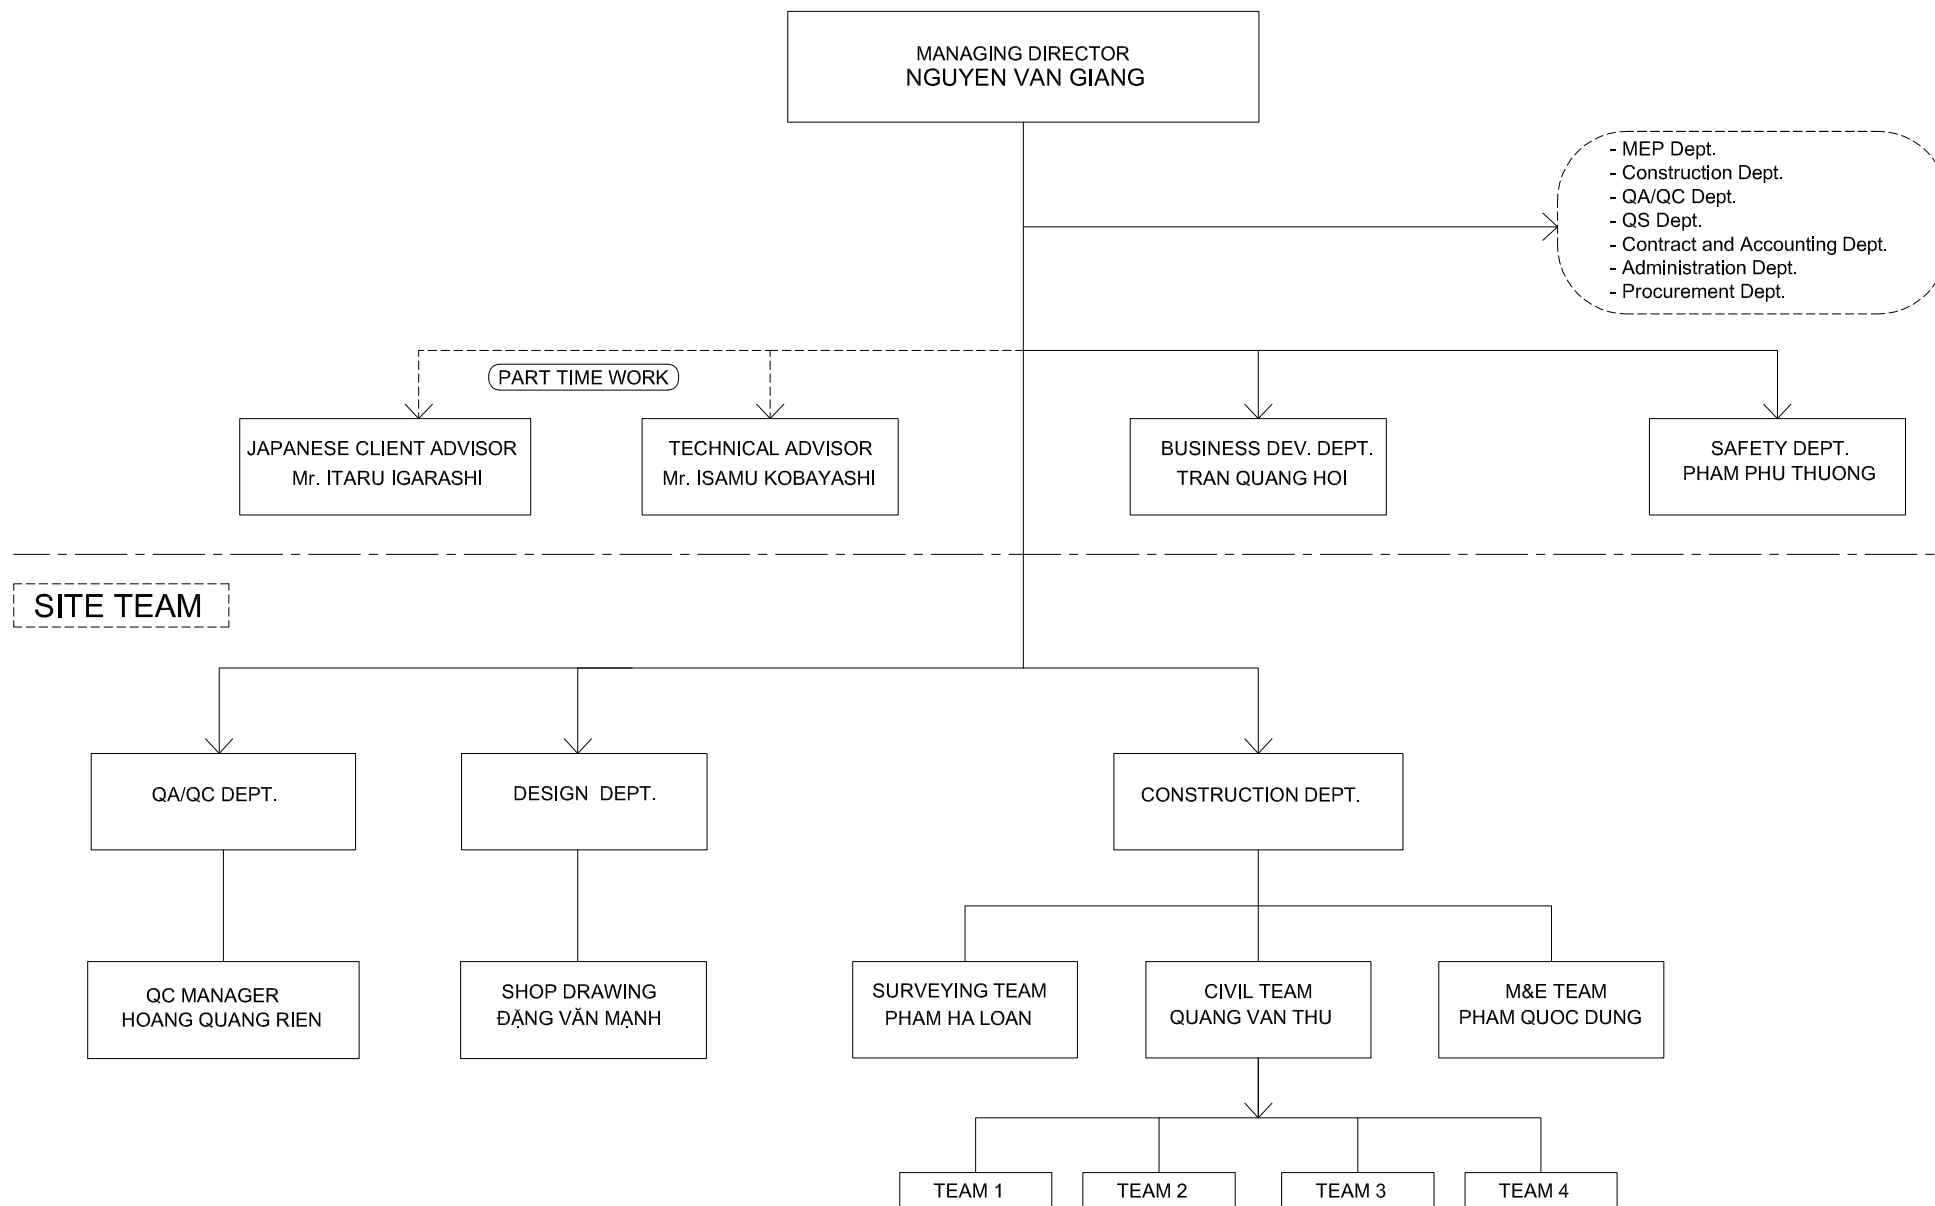 MANAGING DIRECTOR
NGUYEN VAN GIANG
- MEP Dept.
- Construction Dept.
- QA/QC Dept.
- QS Dept.
- Contract and Accounting Dept.
- Administration Dept.
- Procurement Dept.
PART TIME WORK
JAPANESE CLIENT ADVISOR
Mr. ITARU IGARASHI
TECHNICAL ADVISOR
Mr. ISAMU KOBAYASHI
BUSINESS DEV. DEPT.
TRAN QUANG HOI
SAFETY DEPT.
PHAM PHU THUONG
SITE TEAM
QA/QC DEPT.
DESIGN DEPT.
CONSTRUCTION DEPT.
QC MANAGER
HOANG QUANG RIEN
SHOP DRAWING
ĐẶNG VĂN MẠNH
SURVEYING TEAM
PHAM HA LOAN
CIVIL TEAM
QUANG VAN THU
M&E TEAM
PHAM QUOC DUNG
TEAM 1
TEAM 2
TEAM 3
TEAM 4